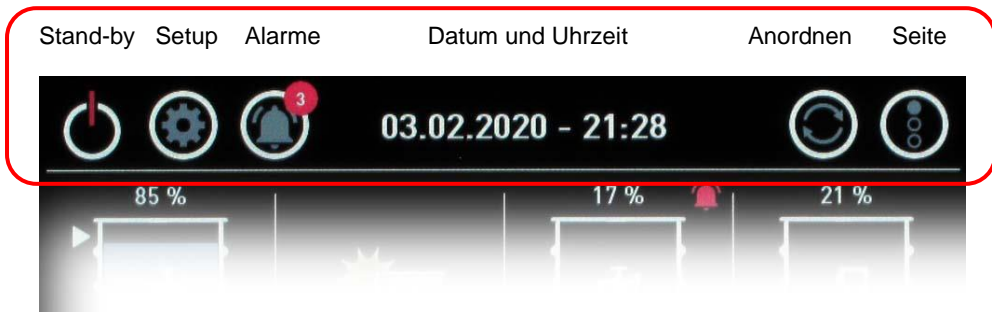 Stand-by Setup Alarme Datum und Uhrzeit Anordnen Seite
3
03.02.2020 - 21:28
85 % 17 % 21 %